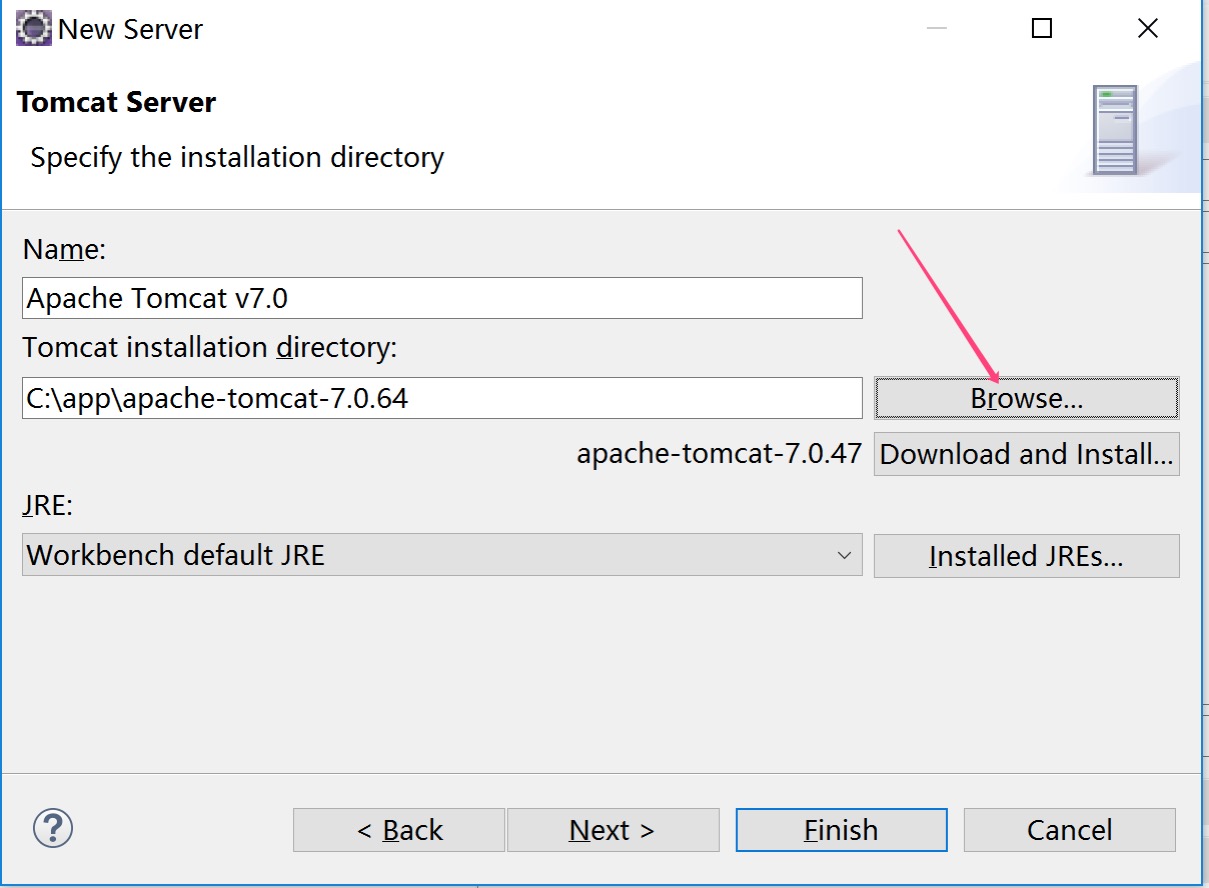 New Server
Tomcat Server
Specify the installation directory
Name:
Apache Tomcat v7.0
Tomcat installation directory:
C:\app\apache-tomcat-7.0.64
Browse...
apache-tomcat-7.0.47
Download and Install...
JRE:
Workbench default JRE
Installed JREs...
?
< Back
Next >
Finish
Cancel